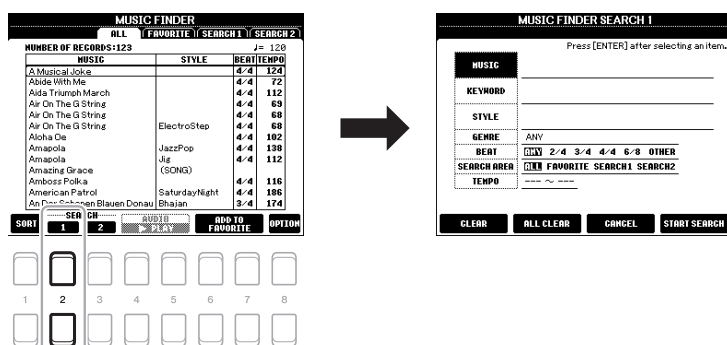 MUSIC FINDER
ALL FAVORITE SEARCH 1 SEARCH 2
NUMBER OF RECORDS:123 ♩= 120
MUSIC STYLE BEAT TEMPO
A Musical Joke 4/4 124
Abide With Me 4/4 72
Aida Triumph March 4/4 112
Air On The G String 4/4 69
Air On The G String 4/4 68
Air On The G String ElectroStep 4/4 68
Aloha Oe 4/4 102
Amapola JazzPop 4/4 138
Amapola Jig 4/4 112
Amazing Grace (SONG)
Amboss Polka 4/4 116
American Patrol SaturdayNight 4/4 186
An Der Schonen Blauen Donau Bhajan 3/4 174
SORT SEARCH 1 2 AUDIO ▶ PLAY ADD TO FAVORITE OPTION
1 2 3 4 5 6 7 8
MUSIC FINDER SEARCH 1
Press [ENTER] after selecting an item.
MUSIC
KEYWORD
STYLE
GENRE ANY
BEAT ANY 2/4 3/4 4/4 6/8 OTHER
SEARCH AREA ALL FAVORITE SEARCH1 SEARCH2
TEMPO --- ~ ---
CLEAR ALL CLEAR CANCEL START SEARCH